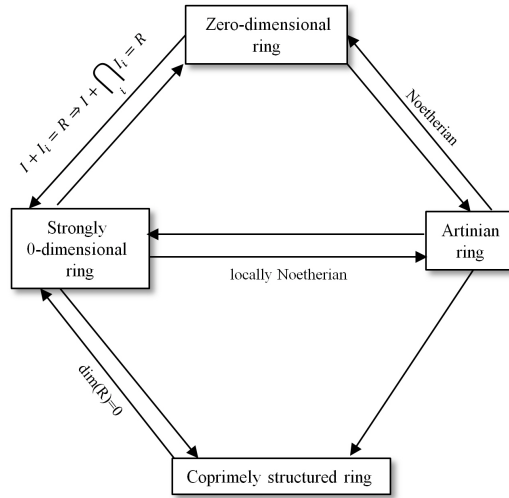 Zero-dimensional
ring
I + I_i = R ⇒ I + ⋂_i I_i = R
Noetherian
Strongly
0-dimensional
ring
Artinian
ring
locally Noetherian
dim(R)=0
Coprimely structured ring